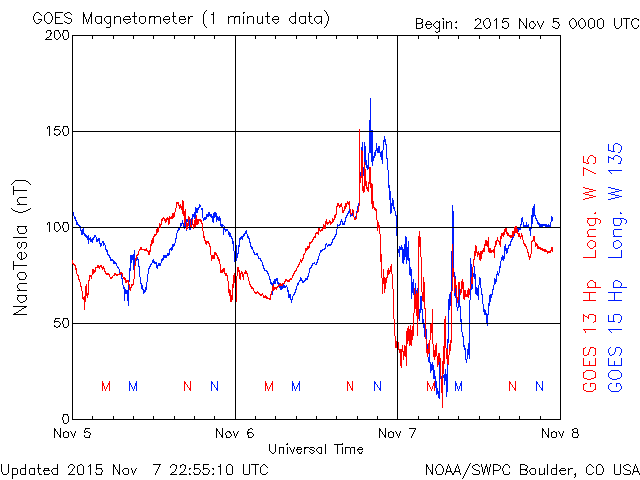 GOES Magnetometer (1 minute data)
Begin: 2015 Nov 5 0000 UTC
200
150
100
50
0
NanoTesla (nT)
M M N N M M N N M M N N
Nov 5 Nov 6 Nov 7 Nov 8
Universal Time
GOES 13 Hp Long. W 75
GOES 15 Hp Long. W 135
Updated 2015 Nov 7 22:55:10 UTC
NOAA/SWPC Boulder, CO USA